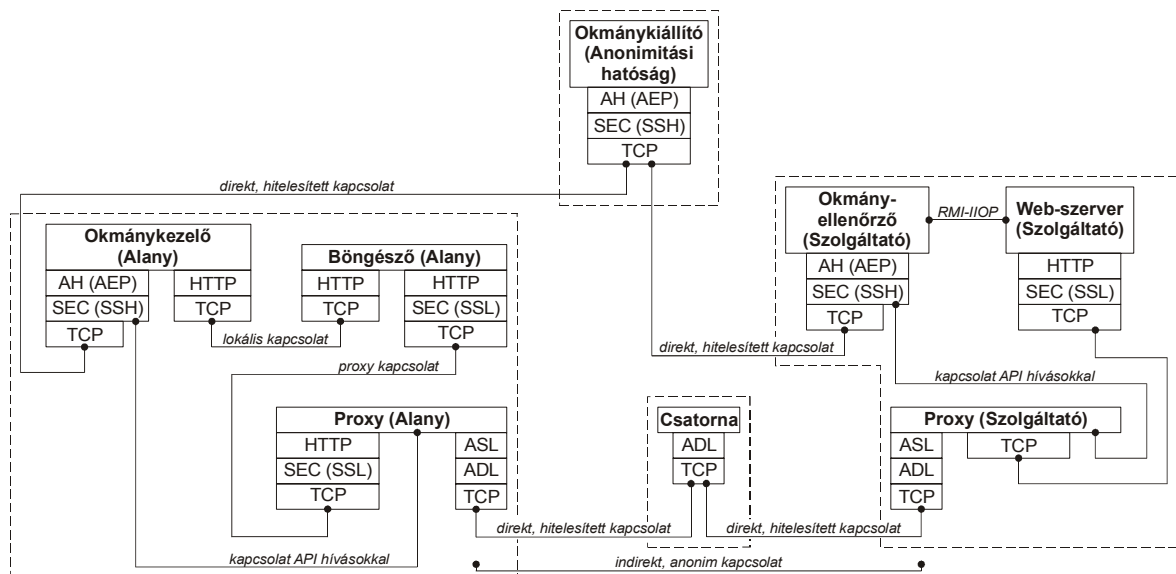 Okmánykiállító
(Anonimitási
hatóság)
AH (AEP)
SEC (SSH)
TCP
direkt, hitelesített kapcsolat
Okmánykezelő
(Alany)
AH (AEP)
SEC (SSH)
TCP
HTTP
TCP
lokális kapcsolat
Böngésző (Alany)
HTTP
TCP
HTTP
SEC (SSL)
TCP
proxy kapcsolat
Okmány-
ellenőrző
(Szolgáltató)
AH (AEP)
SEC (SSH)
TCP
RMI-IIOP
Web-szerver
(Szolgáltató)
HTTP
SEC (SSL)
TCP
direkt, hitelesített kapcsolat
kapcsolat API hívásokkal
Proxy (Alany)
HTTP
SEC (SSL)
TCP
ASL
ADL
TCP
Csatorna
ADL
TCP
Proxy (Szolgáltató)
ASL
ADL
TCP
TCP
direkt, hitelesített kapcsolat
direkt, hitelesített kapcsolat
kapcsolat API hívásokkal
indirekt, anonim kapcsolat